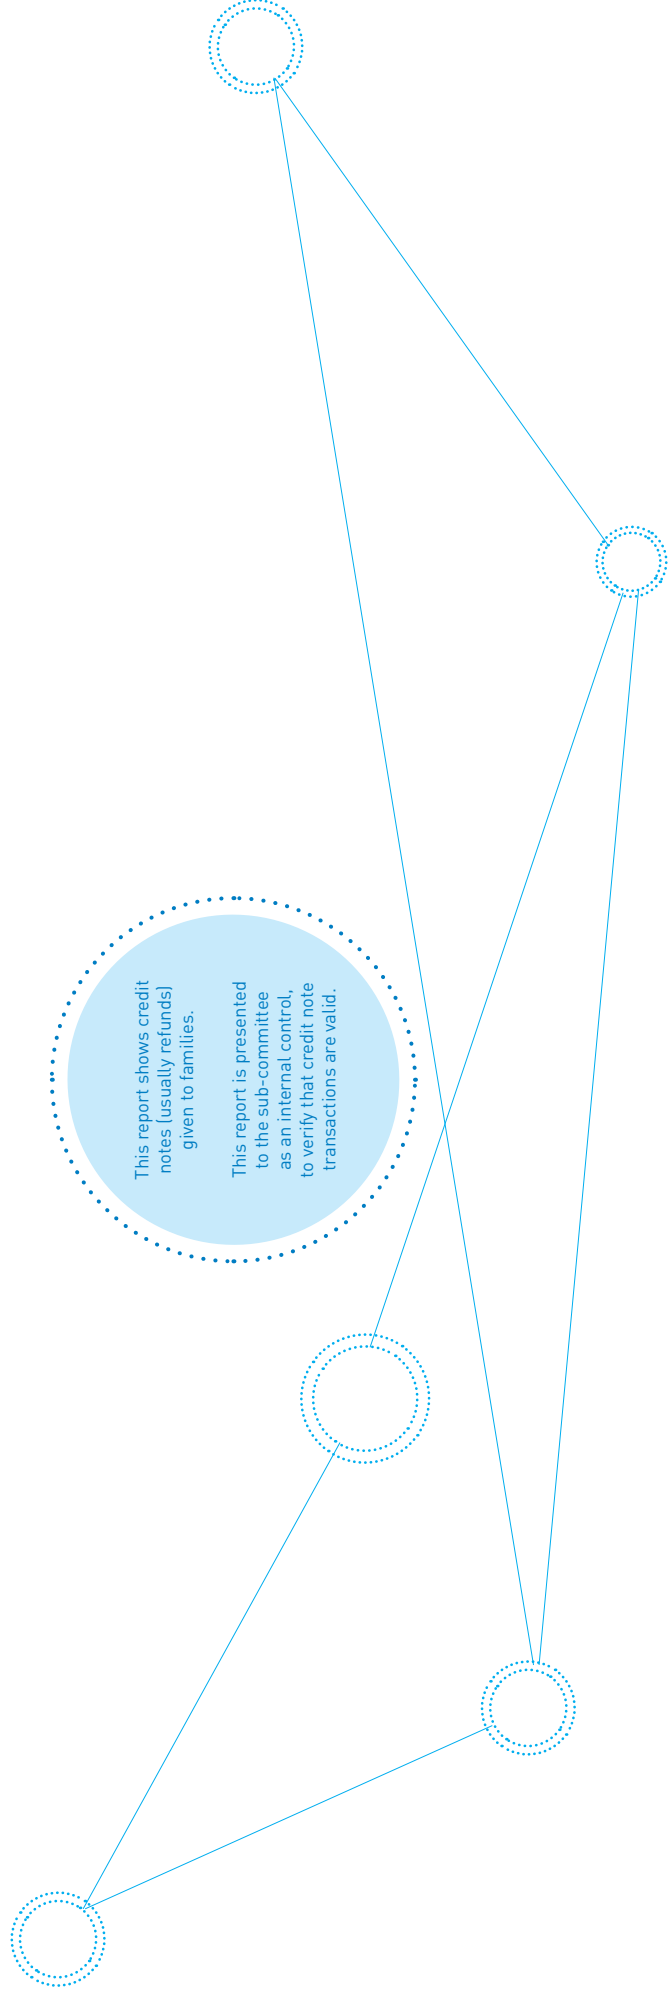 This report shows credit
notes (usually refunds)
given to families.
This report is presented
to the sub-committee
as an internal control,
to verify that credit note
transactions are valid.